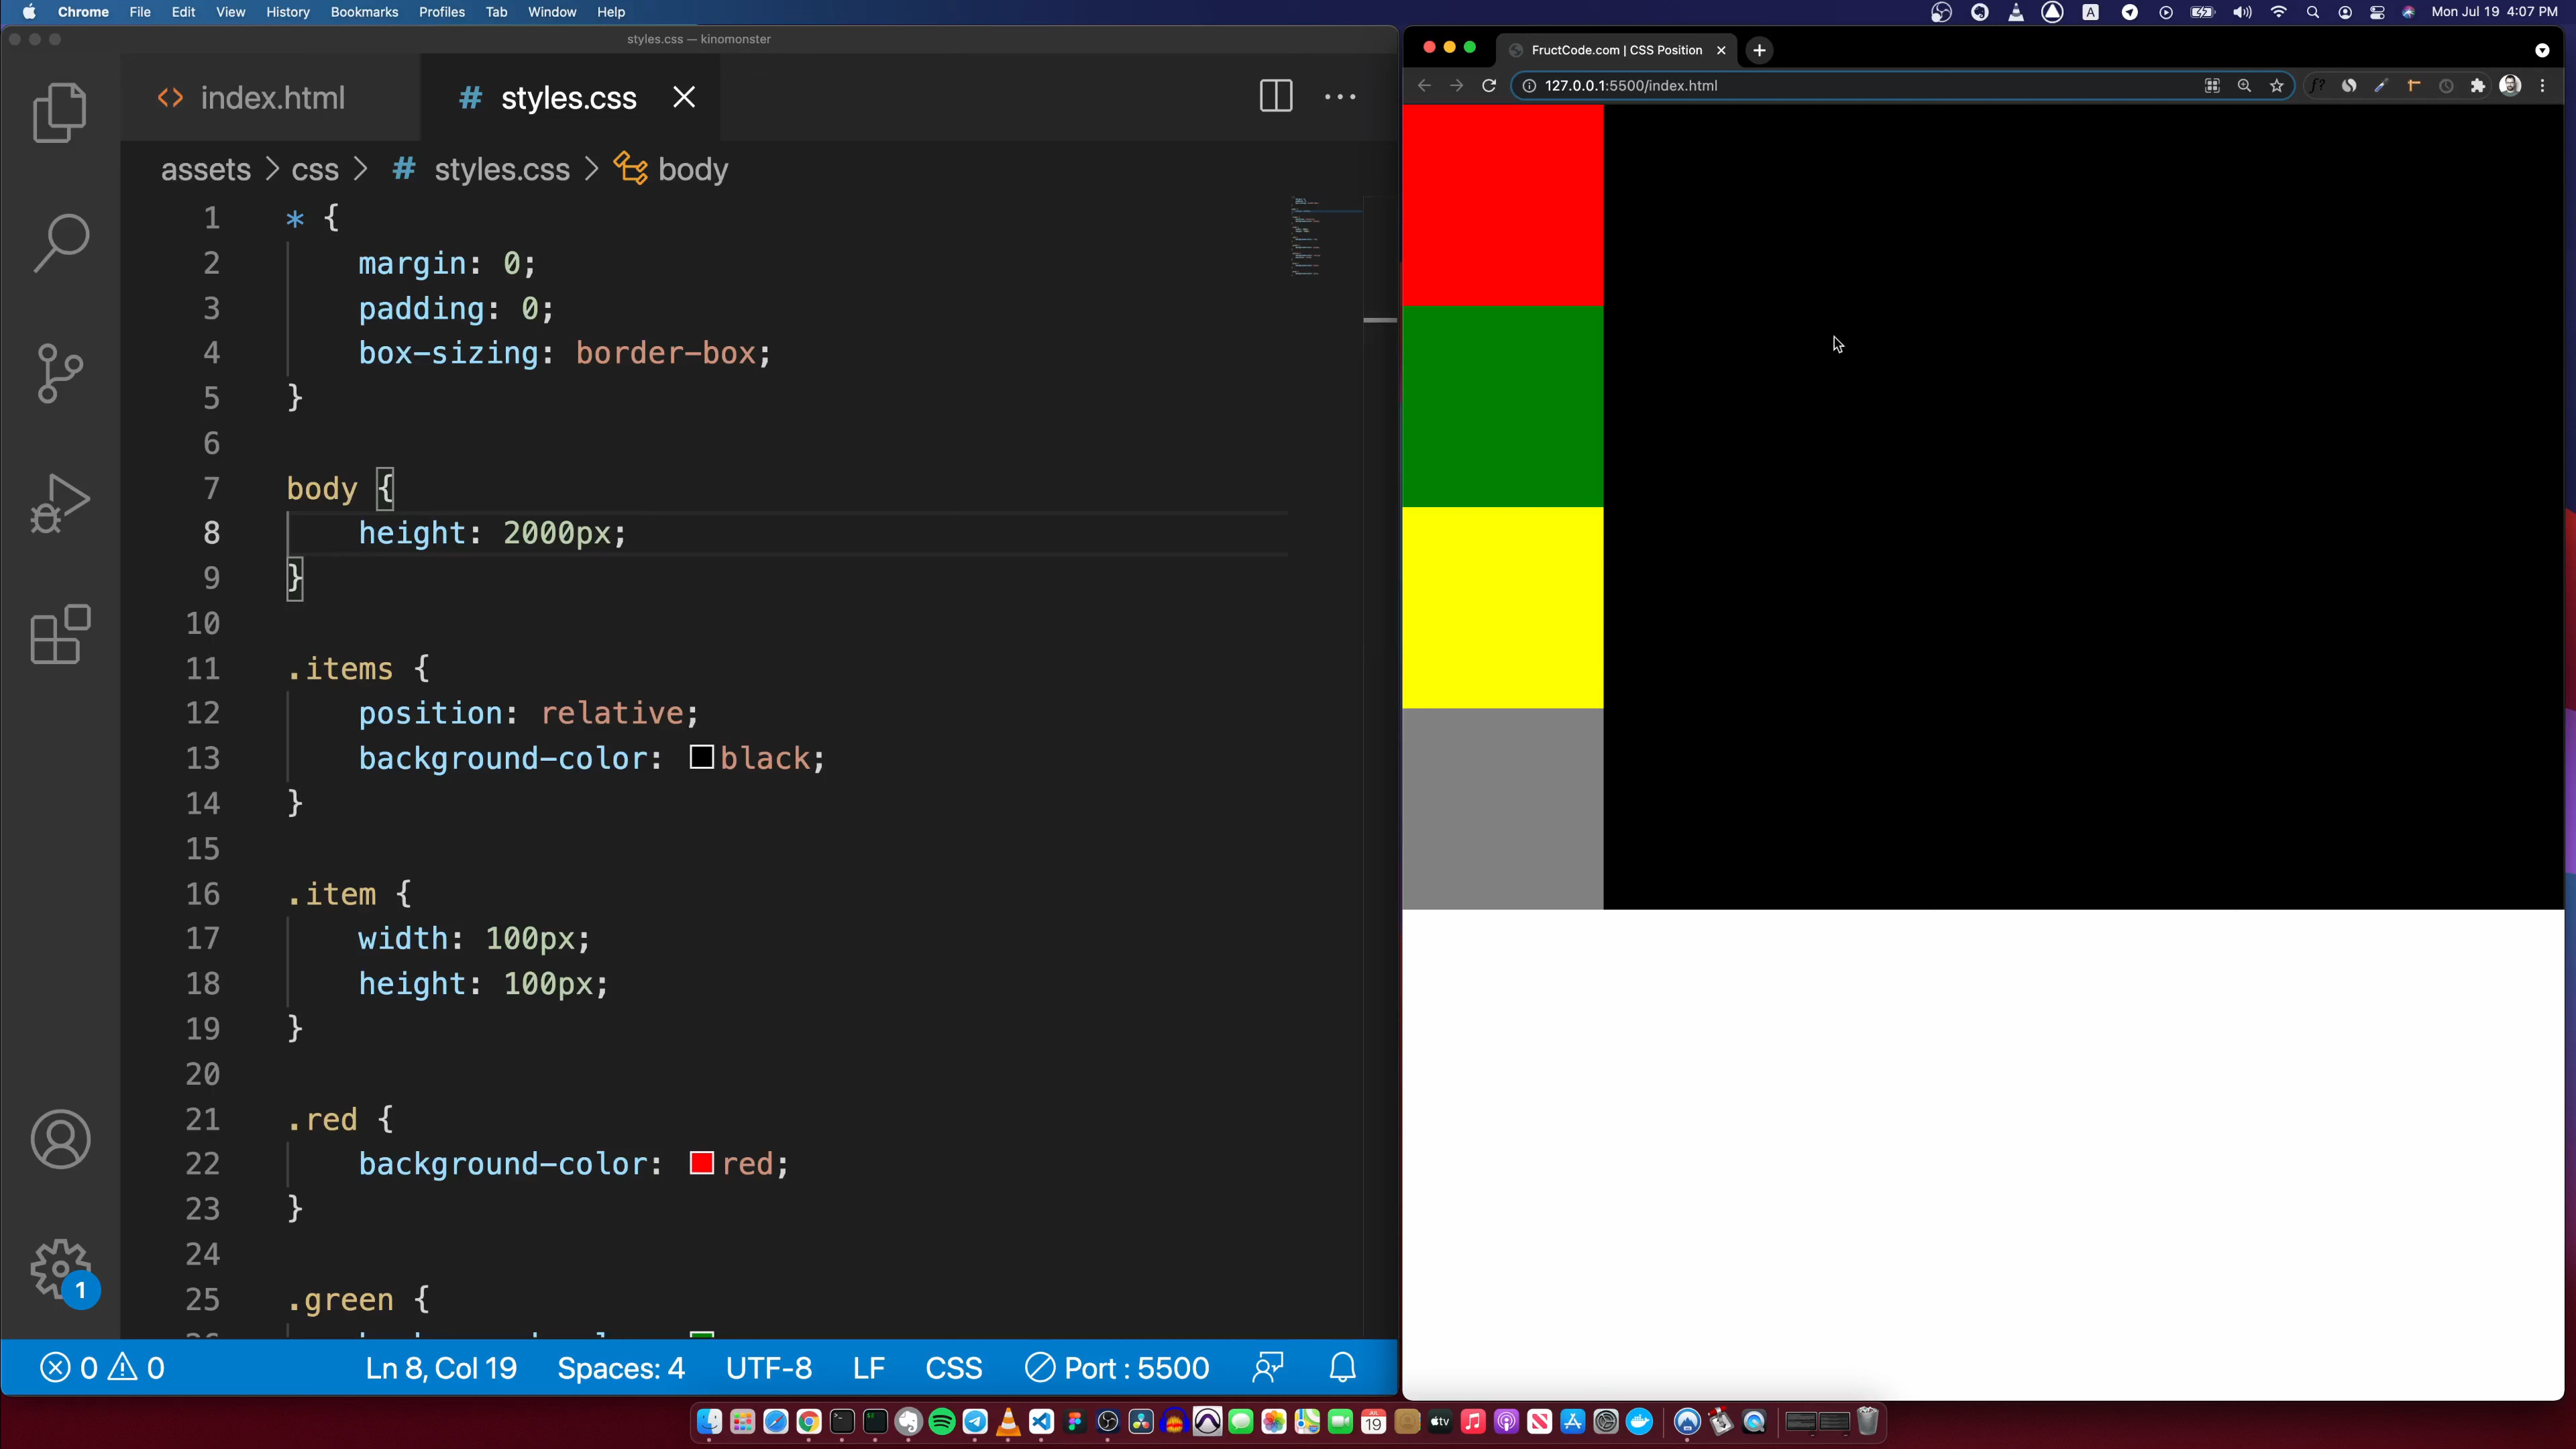 Chrome File Edit View History Bookmarks Profiles Tab Window Help
A
Mon Jul 19 4:07 PM
styles.css — kinomonster
index.html
# styles.css
assets > css > # styles.css > body
1 * {
2 margin: 0;
3 padding: 0;
4 box-sizing: border-box;
5 }
6
7 body {
8 height: 2000px;
9 }
10
11 .items {
12 position: relative;
13 background-color: black;
14 }
15
16 .item {
17 width: 100px;
18 height: 100px;
19 }
20
21 .red {
22 background-color: red;
23 }
24
25 .green {
1
0 0
Ln 8, Col 19 Spaces: 4 UTF-8 LF CSS Port : 5500
FructCode.com | CSS Position
127.0.0.1:5500/index.html
f?
19
tv